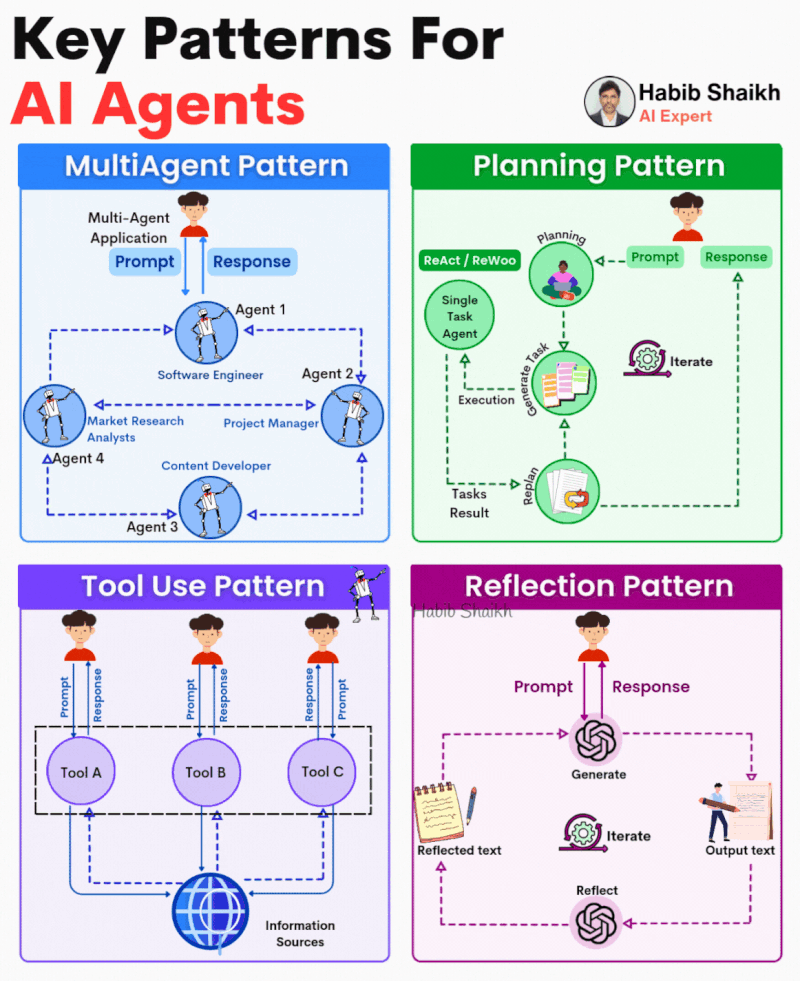 Key Patterns For
AI Agents
Habib Shaikh
AI Expert
MultiAgent Pattern
Multi-Agent
Application
Prompt
Response
Agent 1
Software Engineer
Agent 2
Market Research
Analysts
Project Manager
Agent 4
Content Developer
Agent 3
Planning Pattern
Planning
ReAct / ReWoo
Prompt
Response
Single
Task
Agent
Generate Task
Iterate
Execution
Replan
Tasks
Result
Tool Use Pattern
Prompt
Response
Prompt
Response
Response
Prompt
Tool A
Tool B
Tool C
Information
Sources
Reflection Pattern
Habib Shaikh
Prompt
Response
Generate
Reflected text
Iterate
Output text
Reflect